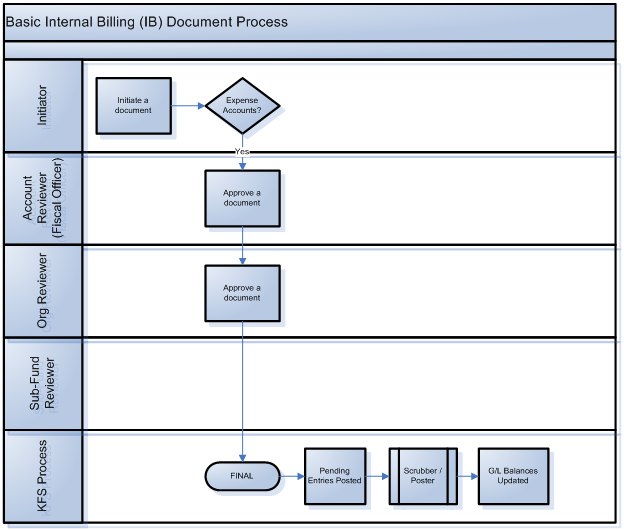 Basic Internal Billing (IB) Document Process
Initiator
Initiate a
document
Expense
Accounts?
Yes
Account
Reviewer
(Fiscal Officer)
Approve a
document
Org Reviewer
Approve a
document
Sub-Fund
Reviewer
KFS Process
FINAL
Pending
Entries Posted
Scrubber /
Poster
G/L Balances
Updated